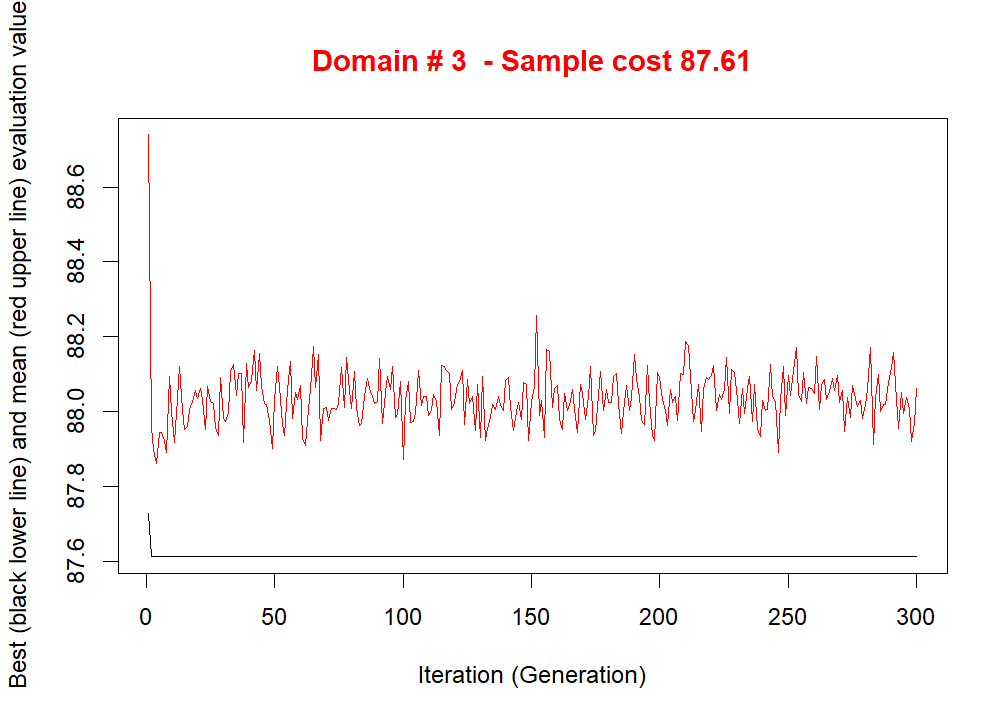 Domain # 3  - Sample cost 87.61
Best (black lower line) and mean (red upper line) evaluation value
88.6
88.4
88.2
88.0
87.8
87.6
0 50 100 150 200 250 300
Iteration (Generation)